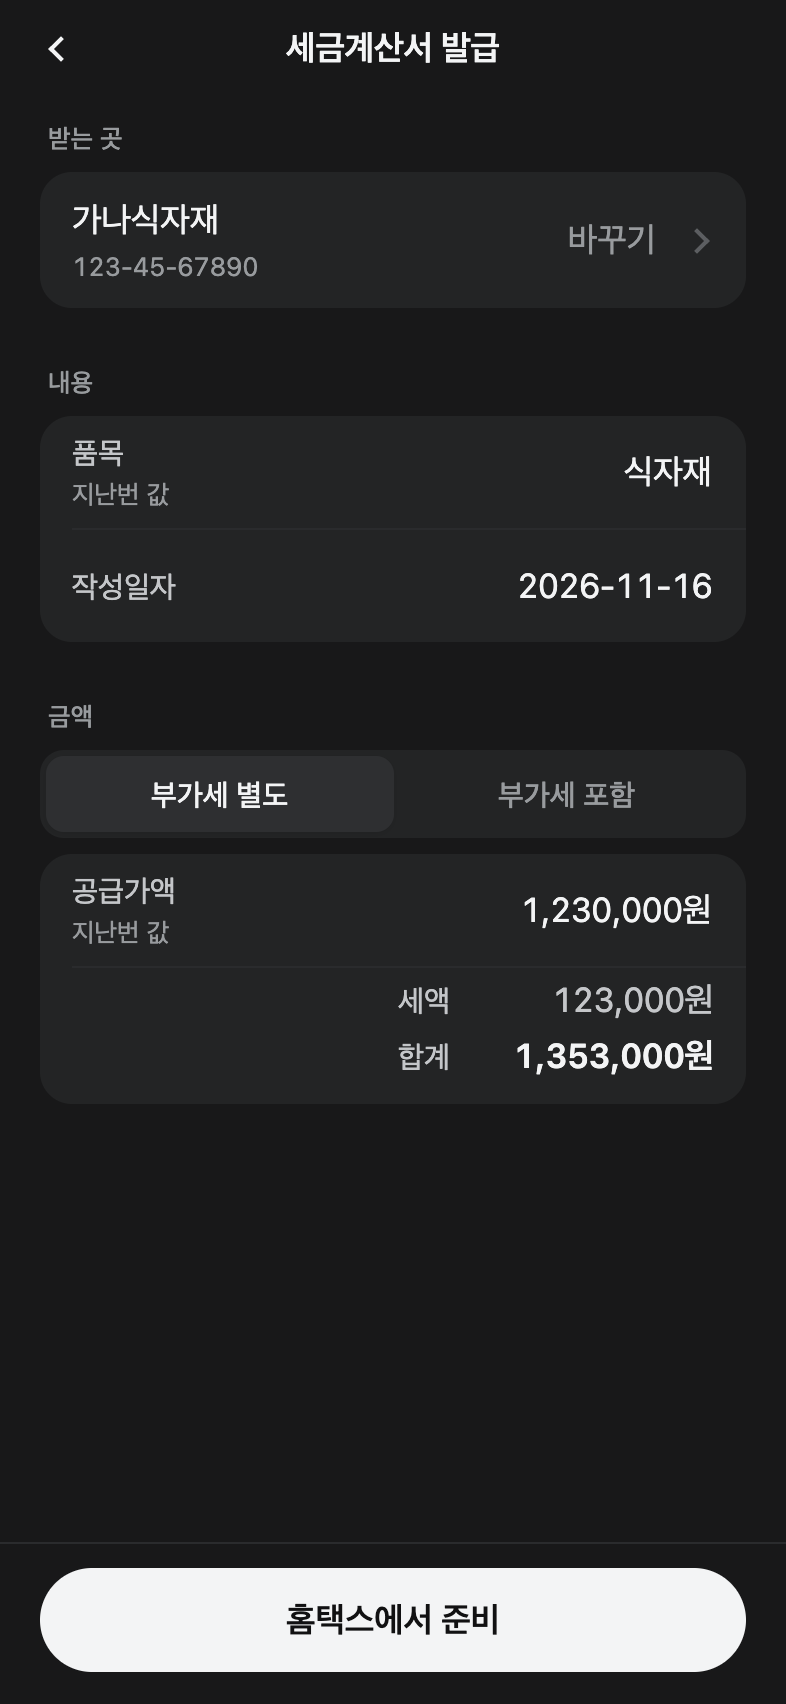 세금계산서 발급
받는 곳
가나식자재
123-45-67890
바꾸기
내용
품목
지난번 값
식자재
작성일자
2026-11-16
금액
부가세 별도
부가세 포함
공급가액
지난번 값
1,230,000원
세액 123,000원
합계 1,353,000원
홈택스에서 준비